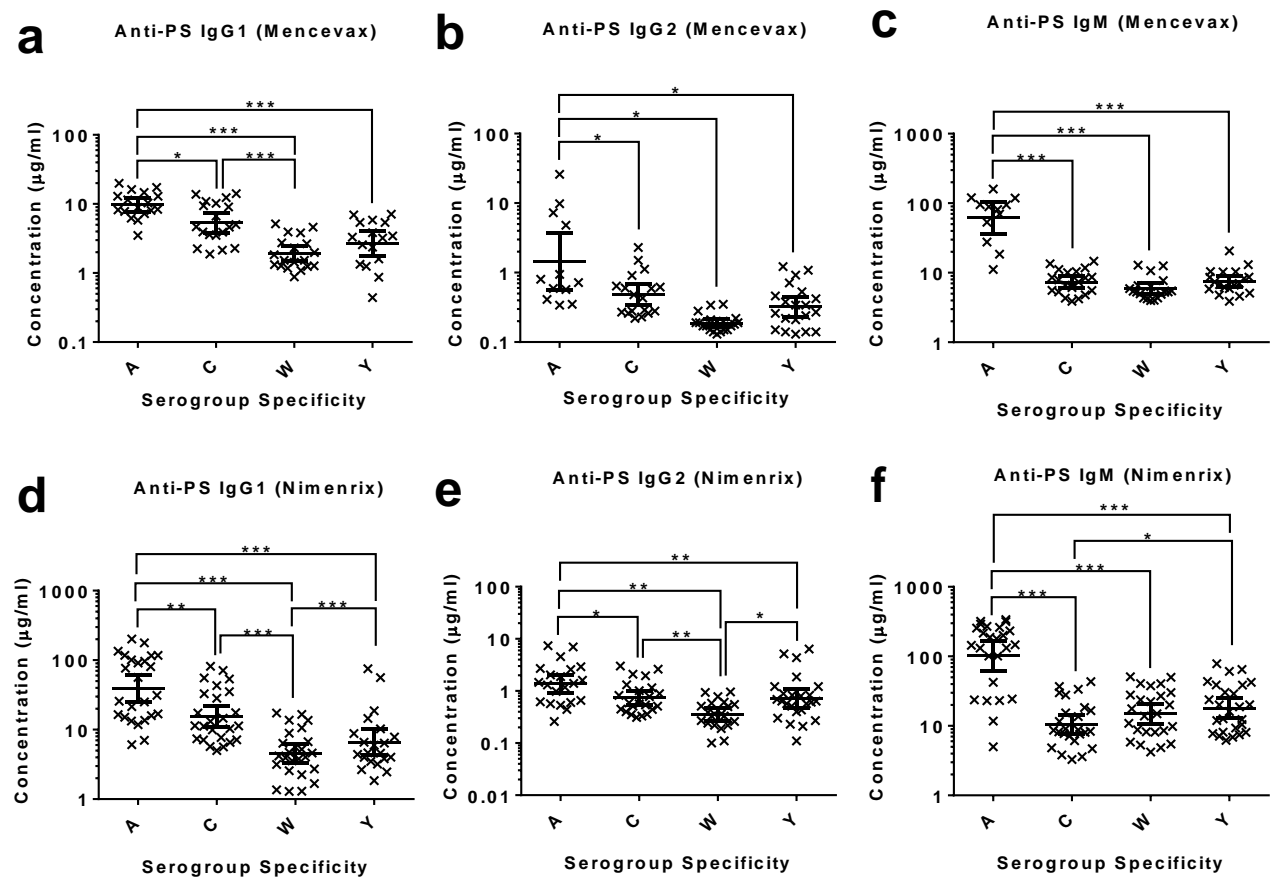 a
Anti-PS IgG1 (Mencevax)
Concentration (µg/ml)
100
10
1
0.1
***
***
*
***
A C W Y
Serogroup Specificity
b
Anti-PS IgG2 (Mencevax)
Concentration (µg/ml)
100
10
1
0.1
*
*
*
A C W Y
Serogroup Specificity
c
Anti-PS IgM (Mencevax)
Concentration (µg/ml)
1000
100
10
1
***
***
***
A C W Y
Serogroup Specificity
d
Anti-PS IgG1 (Nimenrix)
Concentration (µg/ml)
1000
100
10
1
***
***
**
***
***
A C W Y
Serogroup Specificity
e
Anti-PS IgG2 (Nimenrix)
Concentration (µg/ml)
100
10
1
0.1
0.01
**
**
*
**
*
A C W Y
Serogroup Specificity
f
Anti-PS IgM (Nimenrix)
Concentration (µg/ml)
1000
100
10
1
***
*
***
***
A C W Y
Serogroup Specificity